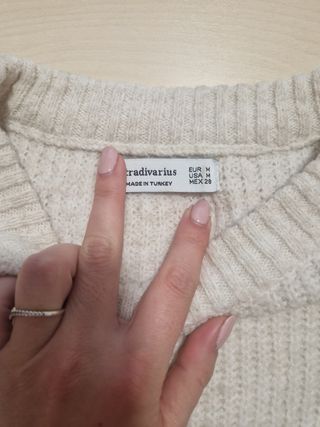 tradivarius
MADE IN TURKEY
EUR M
USA M
MEX 28